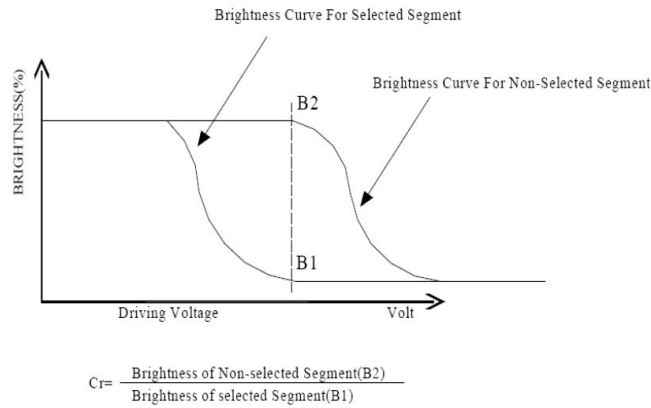 Brightness Curve For Selected Segment
Brightness Curve For Non-Selected Segment
BRIGHTNESS(%)
B2
B1
Driving Voltage
Volt
Cr=
Brightness of Non-selected Segment(B2)
Brightness of selected Segment(B1)